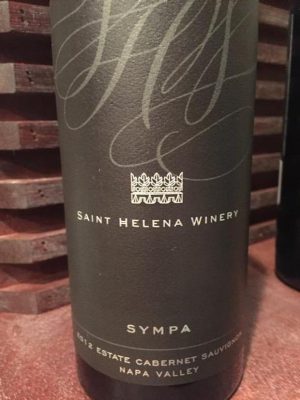 SAINT HELENA WINERY
SYMPA
2012 ESTATE CABERNET SAUVIGNON
NAPA VALLEY